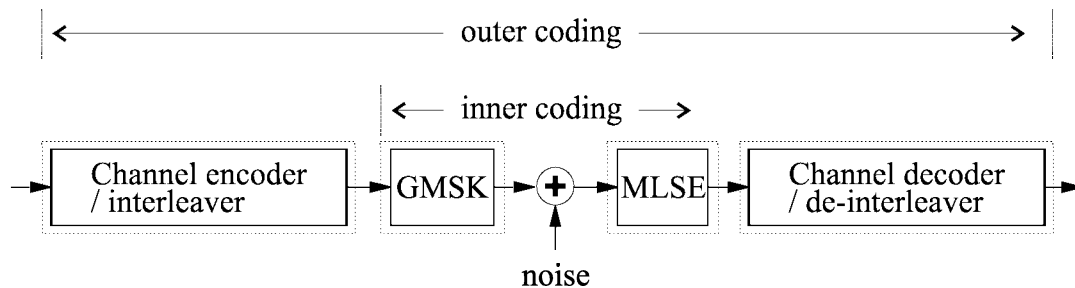 outer coding
inner coding
Channel encoder
/ interleaver
GMSK
+
MLSE
Channel decoder
/ de-interleaver
noise